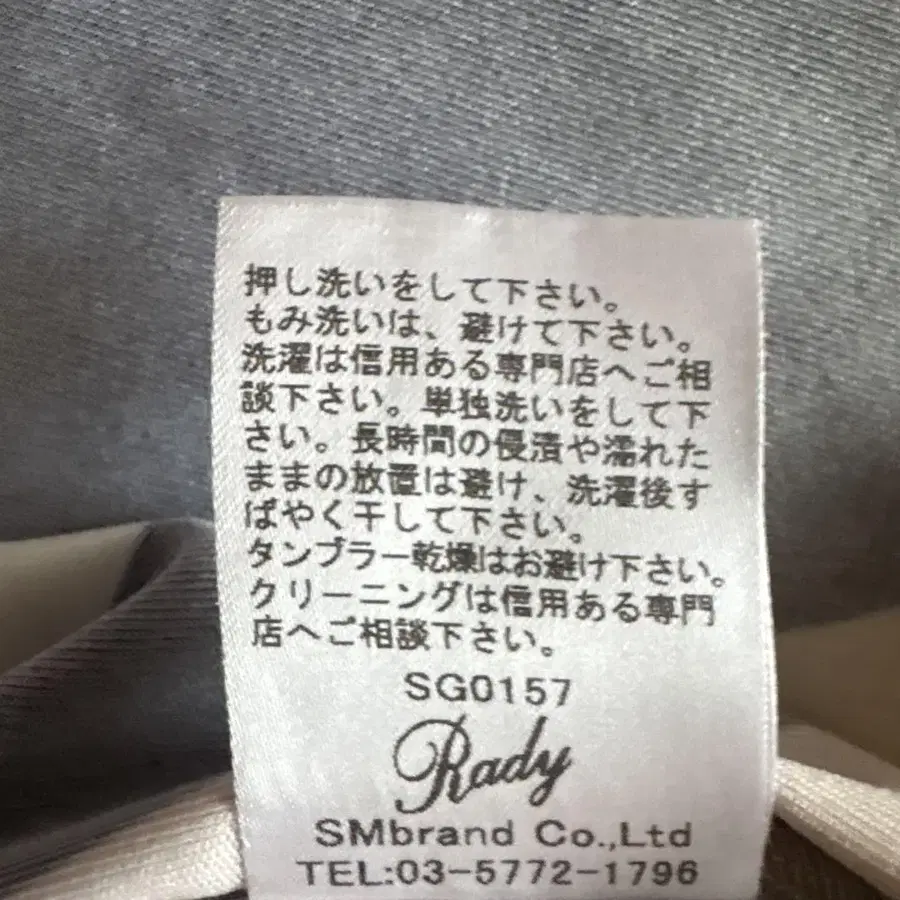 押し洗いをして下さい。
もみ洗いは、避けて下さい。
洗濯は信用ある専門店へご相
談下さい。単独洗いをして下
さい。長時間の侵済や濡れた
ままの放置は避け、洗濯後す
ばやく干して下さい。
タンブラー乾燥はお避け下さい。
クリーニングは信用ある専門
店へご相談下さい。
SG0157
Rady
SMbrand Co.,Ltd
TEL:03-5772-1796